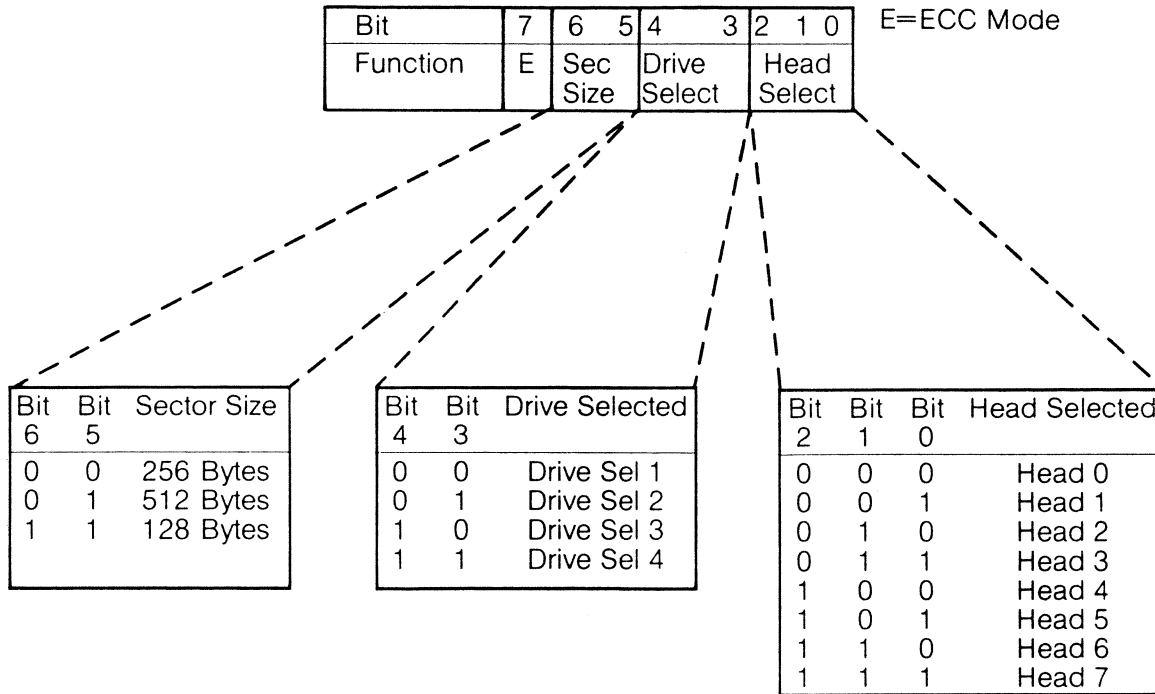 Bit 7 6 5 4 3 2 1 0 E=ECC Mode
Function E Sec Drive Head
Size Select Select
Bit Bit Sector Size
6 5
0 0 256 Bytes
0 1 512 Bytes
1 1 128 Bytes
Bit Bit Drive Selected
4 3
0 0 Drive Sel 1
0 1 Drive Sel 2
1 0 Drive Sel 3
1 1 Drive Sel 4
Bit Bit Bit Head Selected
2 1 0
0 0 0 Head 0
0 0 1 Head 1
0 1 0 Head 2
0 1 1 Head 3
1 0 0 Head 4
1 0 1 Head 5
1 1 0 Head 6
1 1 1 Head 7